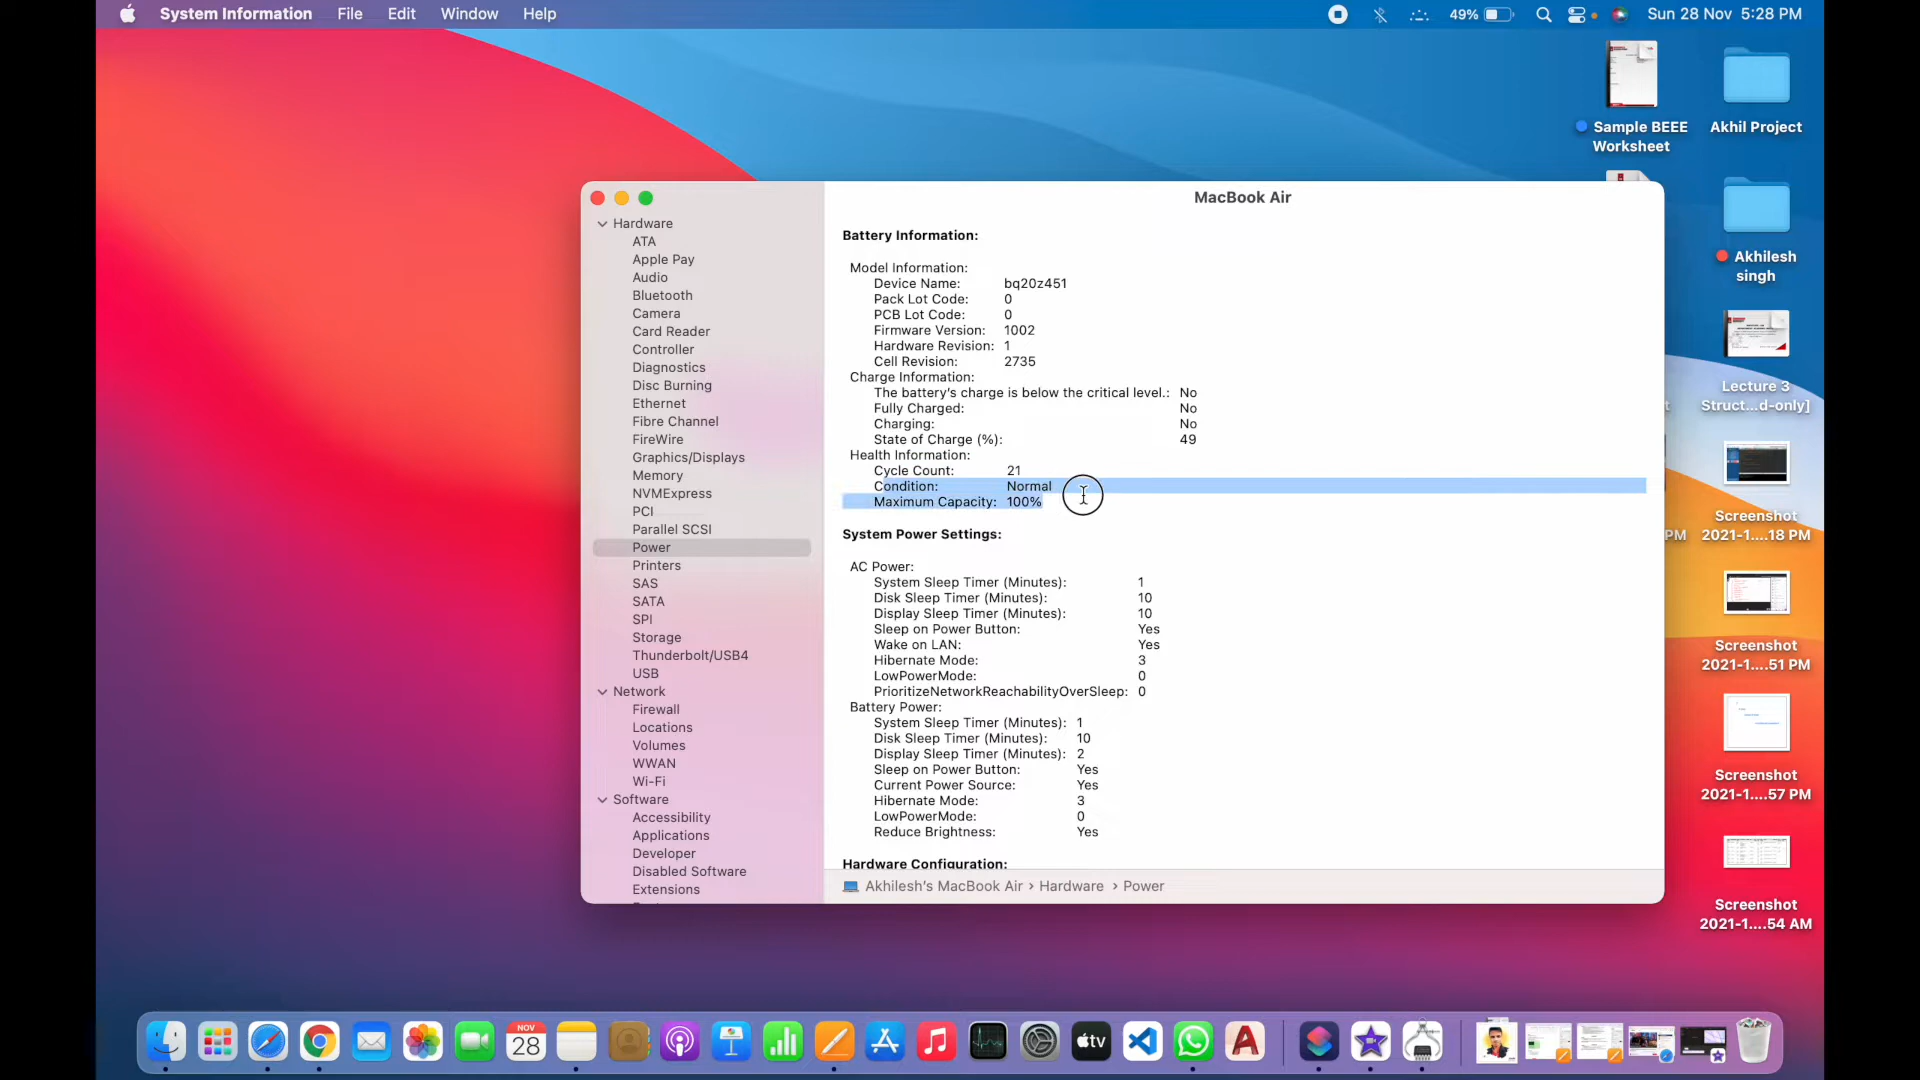 System Information File Edit Window Help
49% Sun 28 Nov 5:28 PM
Sample BEEE
Worksheet
Akhil Project
Akhilesh
singh
Lecture 3
Struct...d-only]
Screenshot
2021-1....18 PM
PM
Screenshot
2021-1....51 PM
Screenshot
2021-1....57 PM
Screenshot
2021-1....54 AM
MacBook Air
Hardware
ATA
Apple Pay
Audio
Bluetooth
Camera
Card Reader
Controller
Diagnostics
Disc Burning
Ethernet
Fibre Channel
FireWire
Graphics/Displays
Memory
NVMExpress
PCI
Parallel SCSI
Power
Printers
SAS
SATA
SPI
Storage
Thunderbolt/USB4
USB
Network
Firewall
Locations
Volumes
WWAN
Wi-Fi
Software
Accessibility
Applications
Developer
Disabled Software
Extensions
Battery Information:
Model Information:
Device Name: bq20z451
Pack Lot Code: 0
PCB Lot Code: 0
Firmware Version: 1002
Hardware Revision: 1
Cell Revision: 2735
Charge Information:
The battery's charge is below the critical level.: No
Fully Charged: No
Charging: No
State of Charge (%): 49
Health Information:
Cycle Count: 21
Condition: Normal
Maximum Capacity: 100%
System Power Settings:
AC Power:
System Sleep Timer (Minutes): 1
Disk Sleep Timer (Minutes): 10
Display Sleep Timer (Minutes): 10
Sleep on Power Button: Yes
Wake on LAN: Yes
Hibernate Mode: 3
LowPowerMode: 0
PrioritizeNetworkReachabilityOverSleep: 0
Battery Power:
System Sleep Timer (Minutes): 1
Disk Sleep Timer (Minutes): 10
Display Sleep Timer (Minutes): 2
Sleep on Power Button: Yes
Current Power Source: Yes
Hibernate Mode: 3
LowPowerMode: 0
Reduce Brightness: Yes
Hardware Configuration:
Akhilesh's MacBook Air › Hardware › Power
NOV
28
tv